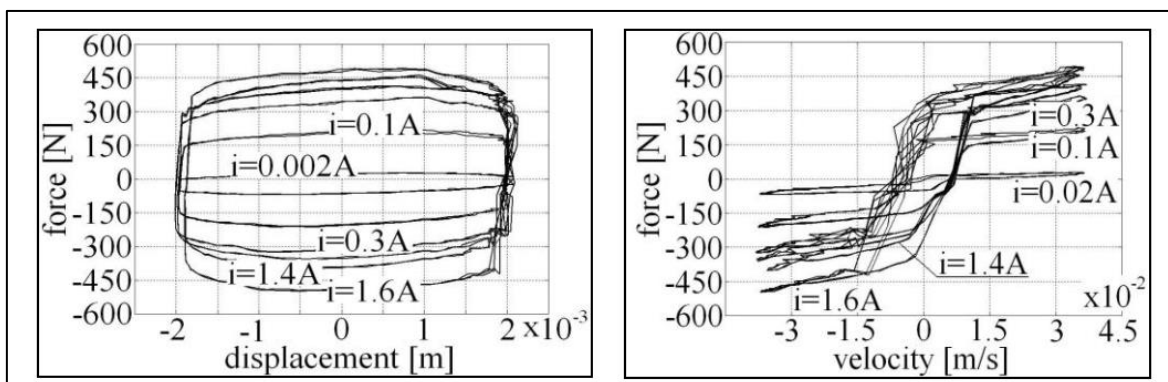 600
450
300
150
0
-150
-300
-450
-600
force [N]
i=0.1A
i=0.002A
i=0.3A
i=1.4A
i=1.6A
-2 -1 0 1 2 x10-3
displacement [m]
600
450
300
150
0
-150
-300
-450
-600
force [N]
i=0.3A
i=0.1A
i=0.02A
i=1.4A
i=1.6A
x10-2
-3 -1.5 0 1.5 3 4.5
velocity [m/s]